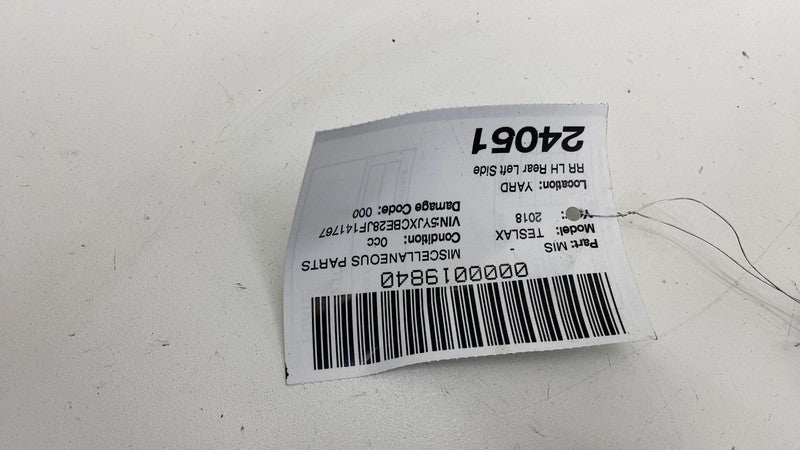 0000019840
MISCELLANEOUS PARTS
Part: MIS -
Model: TESLAX Condition: 0cc
2018 VIN:5YJXCBE28JF141767
Damage Code: 000
Location: YARD
RR LH Rear Left Side
24051